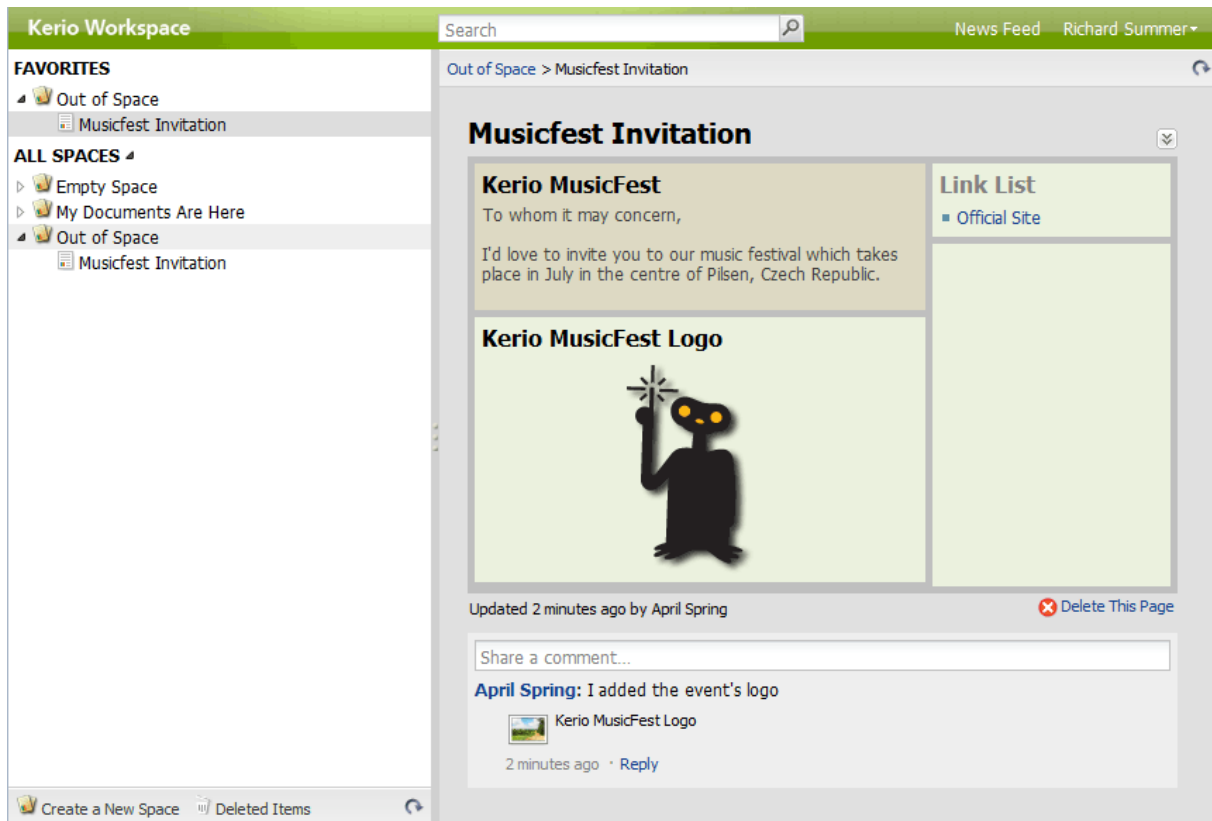 Kerio Workspace
Search
News Feed
Richard Summer
FAVORITES
Out of Space
Musicfest Invitation
ALL SPACES
Empty Space
My Documents Are Here
Out of Space
Musicfest Invitation
Create a New Space
Deleted Items
Out of Space > Musicfest Invitation
Musicfest Invitation
Kerio MusicFest
To whom it may concern,
I'd love to invite you to our music festival which takes
place in July in the centre of Pilsen, Czech Republic.
Kerio MusicFest Logo
Link List
Official Site
Updated 2 minutes ago by April Spring
Delete This Page
Share a comment...
April Spring: I added the event's logo
Kerio MusicFest Logo
2 minutes ago · Reply